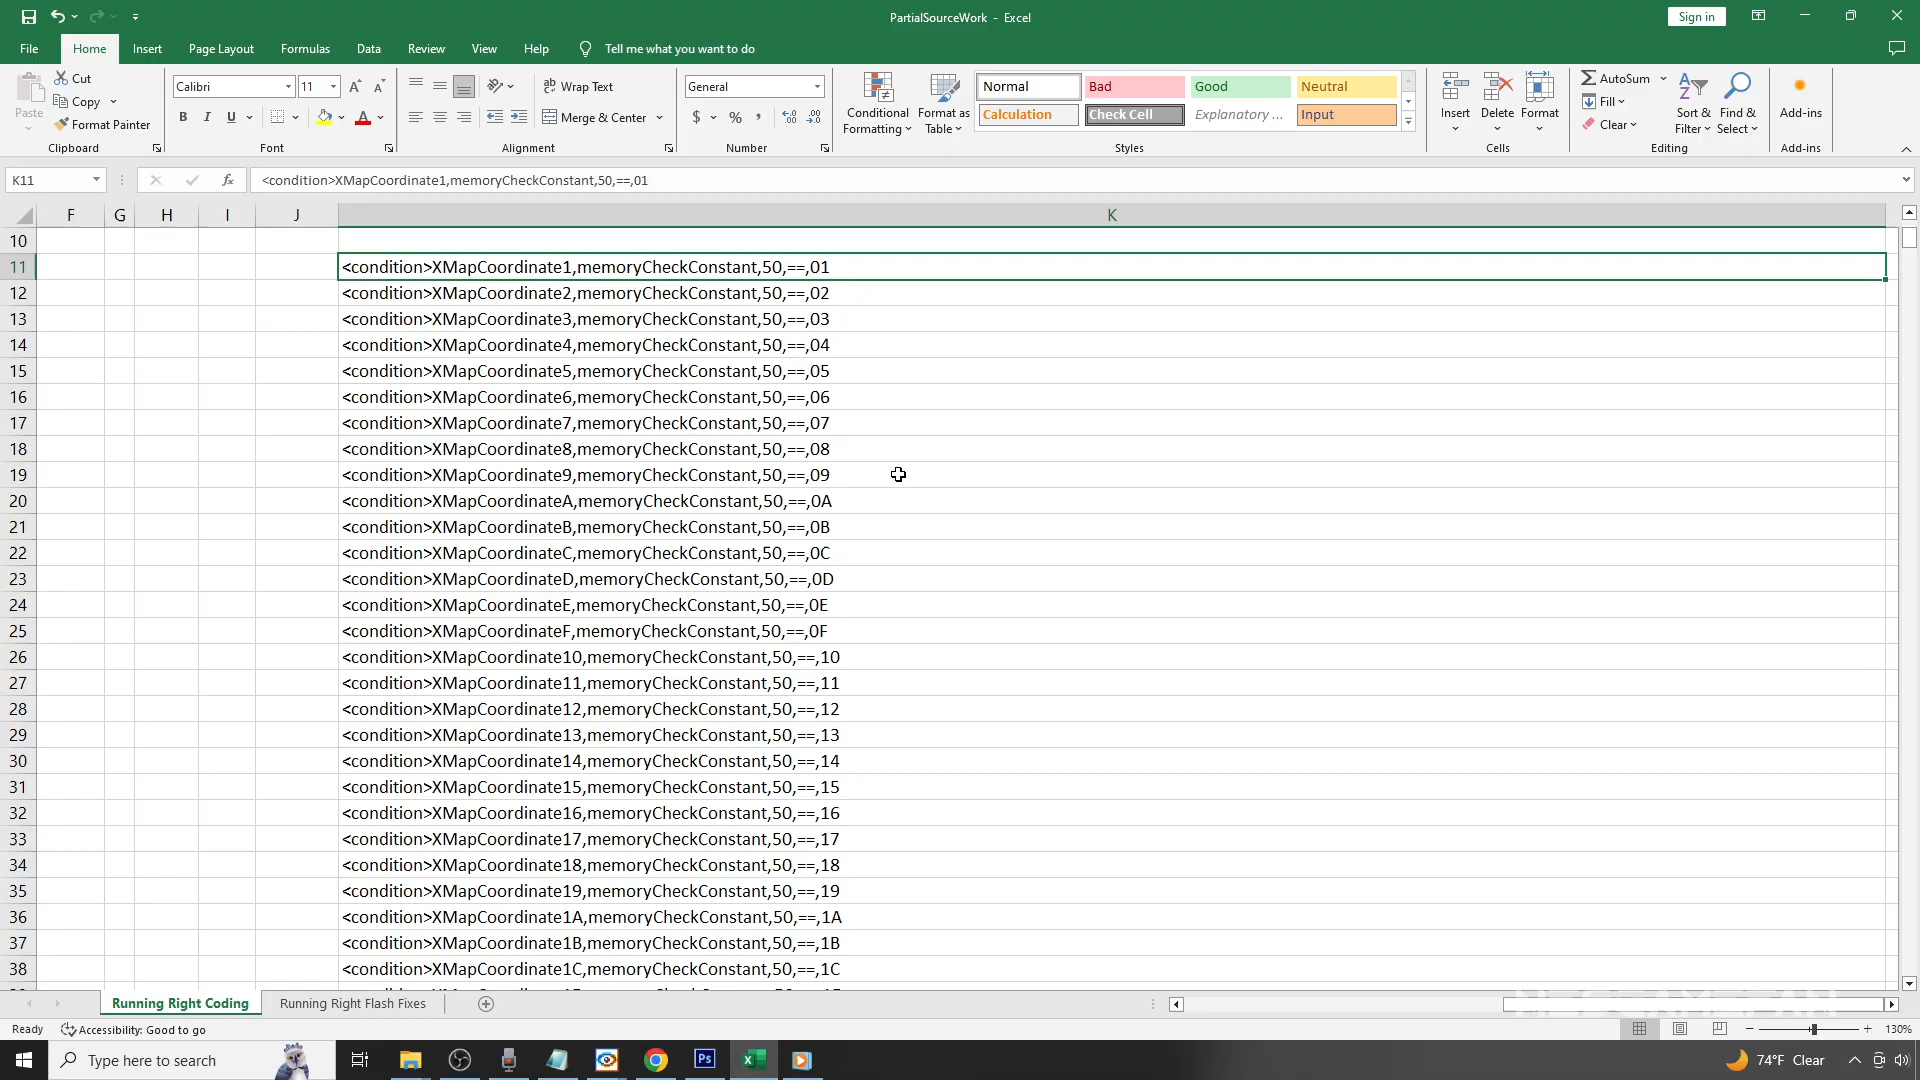 PartialSourceWork - Excel
Sign in
File Home Insert Page Layout Formulas Data Review View Help Tell me what you want to do
Paste
Cut
Copy
Format Painter
Clipboard
Calibri 11
B I U
Font
Wrap Text
Merge & Center
Alignment
General
$ % ,
Number
Conditional Formatting
Format as Table
Normal Bad Good Neutral
Calculation Check Cell Explanatory ... Input
Styles
Insert Delete Format
Cells
AutoSum
Fill
Clear
Sort & Filter
Find & Select
Editing
Add-ins
Add-ins
K11 fx <condition>XMapCoordinate1,memoryCheckConstant,50,==,01
F G H I J K
10
11 <condition>XMapCoordinate1,memoryCheckConstant,50,==,01
12 <condition>XMapCoordinate2,memoryCheckConstant,50,==,02
13 <condition>XMapCoordinate3,memoryCheckConstant,50,==,03
14 <condition>XMapCoordinate4,memoryCheckConstant,50,==,04
15 <condition>XMapCoordinate5,memoryCheckConstant,50,==,05
16 <condition>XMapCoordinate6,memoryCheckConstant,50,==,06
17 <condition>XMapCoordinate7,memoryCheckConstant,50,==,07
18 <condition>XMapCoordinate8,memoryCheckConstant,50,==,08
19 <condition>XMapCoordinate9,memoryCheckConstant,50,==,09
20 <condition>XMapCoordinateA,memoryCheckConstant,50,==,0A
21 <condition>XMapCoordinateB,memoryCheckConstant,50,==,0B
22 <condition>XMapCoordinateC,memoryCheckConstant,50,==,0C
23 <condition>XMapCoordinateD,memoryCheckConstant,50,==,0D
24 <condition>XMapCoordinateE,memoryCheckConstant,50,==,0E
25 <condition>XMapCoordinateF,memoryCheckConstant,50,==,0F
26 <condition>XMapCoordinate10,memoryCheckConstant,50,==,10
27 <condition>XMapCoordinate11,memoryCheckConstant,50,==,11
28 <condition>XMapCoordinate12,memoryCheckConstant,50,==,12
29 <condition>XMapCoordinate13,memoryCheckConstant,50,==,13
30 <condition>XMapCoordinate14,memoryCheckConstant,50,==,14
31 <condition>XMapCoordinate15,memoryCheckConstant,50,==,15
32 <condition>XMapCoordinate16,memoryCheckConstant,50,==,16
33 <condition>XMapCoordinate17,memoryCheckConstant,50,==,17
34 <condition>XMapCoordinate18,memoryCheckConstant,50,==,18
35 <condition>XMapCoordinate19,memoryCheckConstant,50,==,19
36 <condition>XMapCoordinate1A,memoryCheckConstant,50,==,1A
37 <condition>XMapCoordinate1B,memoryCheckConstant,50,==,1B
38 <condition>XMapCoordinate1C,memoryCheckConstant,50,==,1C
Running Right Coding Running Right Flash Fixes
Ready Accessibility: Good to go 130%
Type here to search
Ps
74°F Clear